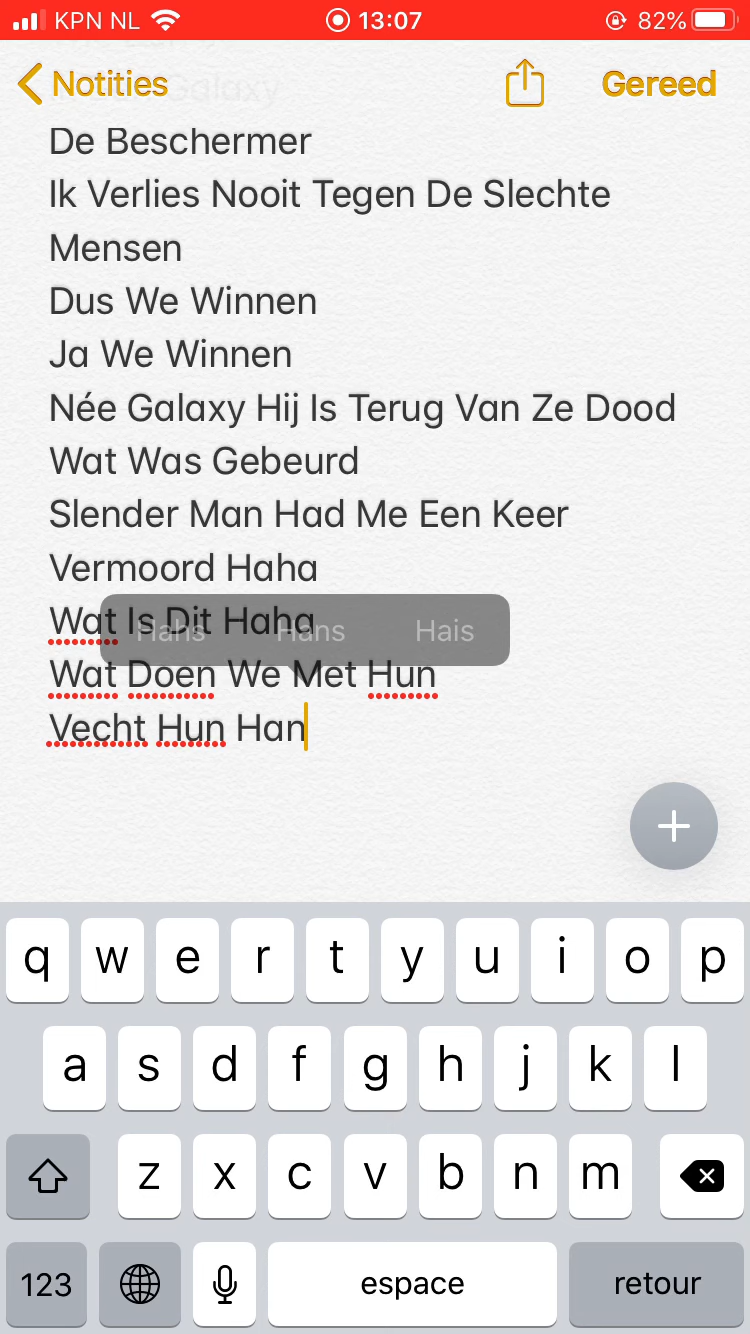 KPN NL 13:07 82%
Notities Gereed
De Beschermer
Ik Verlies Nooit Tegen De Slechte
Mensen
Dus We Winnen
Ja We Winnen
Née Galaxy Hij Is Terug Van Ze Dood
Wat Was Gebeurd
Slender Man Had Me Een Keer
Vermoord Haha
Wat Is Dit Haha
Hahs Hans Hais
Wat Doen We Met Hun
Vecht Hun Han
q w e r t y u i o p
a s d f g h j k l
z x c v b n m
123 espace retour